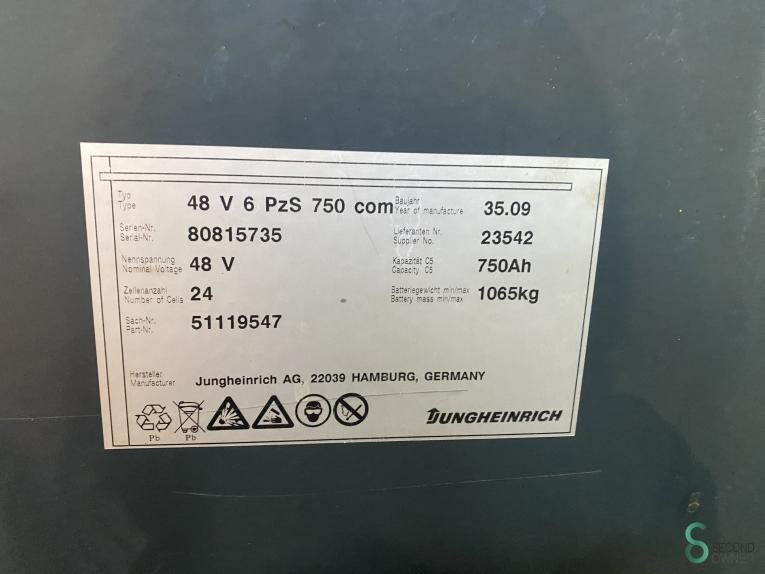 Typ
Type 48 V 6 PzS 750 com Baujahr
Year of manufacture 35.09
Serien-Nr.
Serial-Nr. 80815735 Lieferanten Nr.
Supplier No. 23542
Nennspannung
Nominal Voltage 48 V Kapazität C5
Capacity C5 750Ah
Zellenanzahl
Number of Cells 24 Batteriegewicht min/max
Battery mass min/max 1065kg
Sach-Nr.
Part-Nr. 51119547
Hersteller
Manufacturer Jungheinrich AG, 22039 HAMBURG, GERMANY
Pb Pb
JUNGHEINRICH
SECOND
OWNER